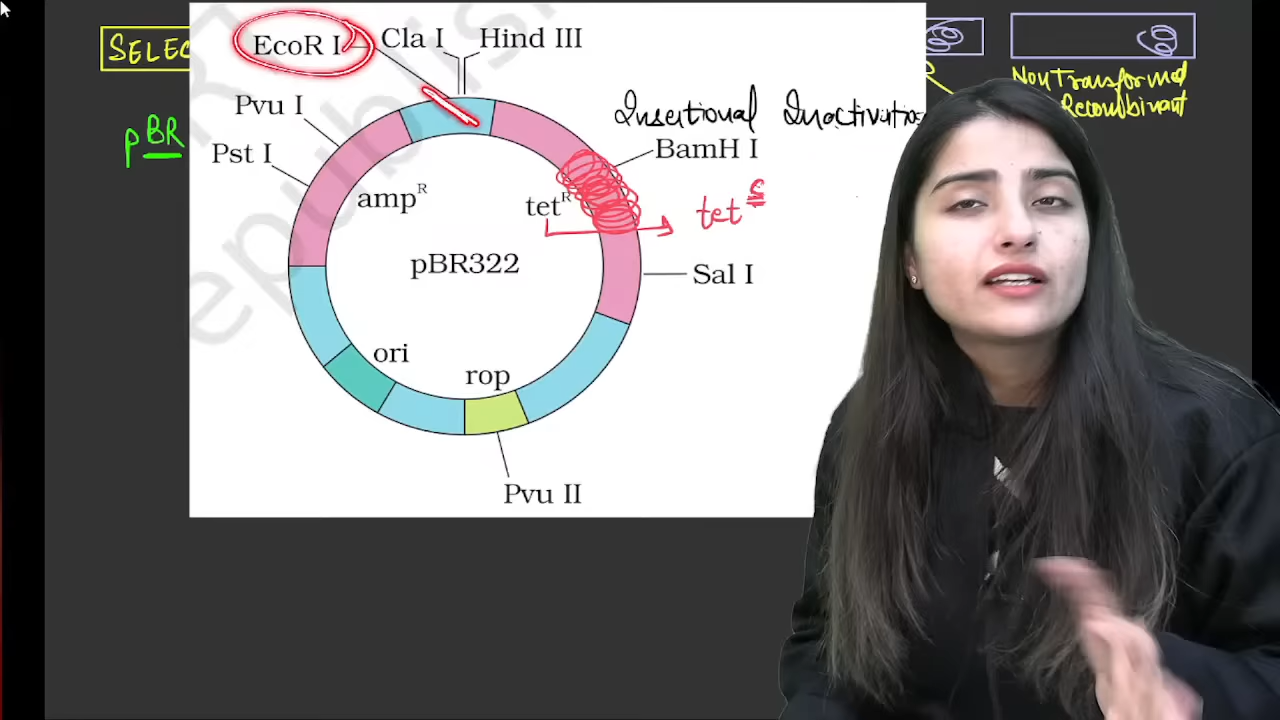 SELEC
EcoR I
Cla I
Hind III
Non Transformed
Recombinant
Pvu I
Insertional Inactivation
pBR
Pst I
BamH I
amp R
tet R
tet S
pBR322
Sal I
ori
rop
Pvu II